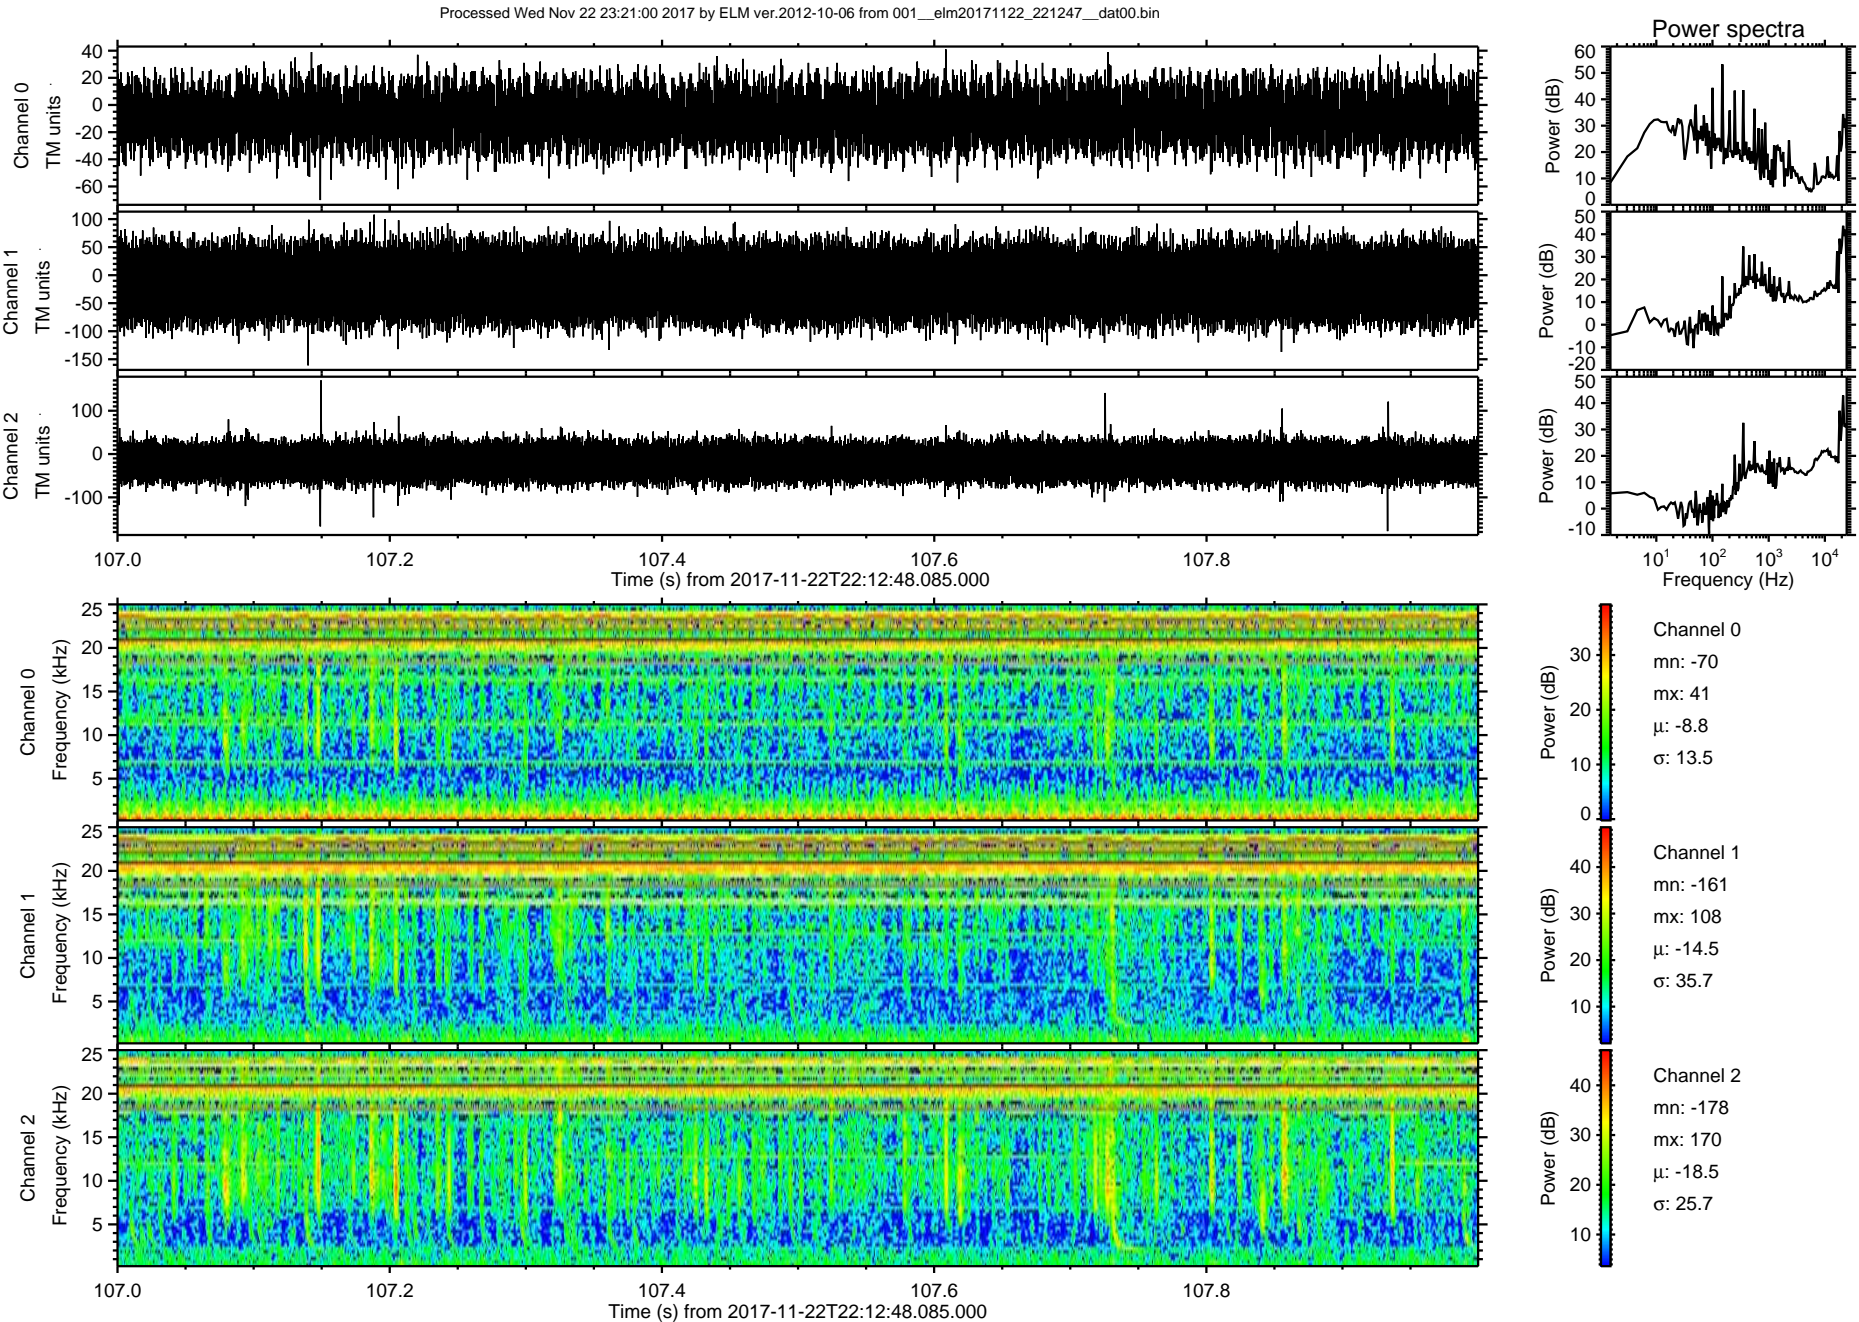 Processed Wed Nov 22 23:21:00 2017 by ELM ver.2012-10-06 from 001__elm20171122_221247__dat00.bin
Power spectra
Channel 0
TM units
40
20
0
-20
-40
-60
Power (dB)
60
50
40
30
20
10
0
Channel 1
TM units
100
50
0
-50
-100
-150
Power (dB)
50
40
30
20
10
0
-10
-20
Channel 2
TM units
100
0
-100
Power (dB)
50
40
30
20
10
0
-10
107.0 107.2 107.4 107.6 107.8
Time (s) from 2017-11-22T22:12:48.085.000
10^1 10^2 10^3 10^4
Frequency (Hz)
Channel 0
Frequency (kHz)
25
20
15
10
5
Power (dB)
30
20
10
0
Channel 0
mn: -70
mx: 41
μ: -8.8
σ: 13.5
Channel 1
Frequency (kHz)
25
20
15
10
5
Power (dB)
40
30
20
10
Channel 1
mn: -161
mx: 108
μ: -14.5
σ: 35.7
Channel 2
Frequency (kHz)
25
20
15
10
5
Power (dB)
40
30
20
10
Channel 2
mn: -178
mx: 170
μ: -18.5
σ: 25.7
107.0 107.2 107.4 107.6 107.8
Time (s) from 2017-11-22T22:12:48.085.000